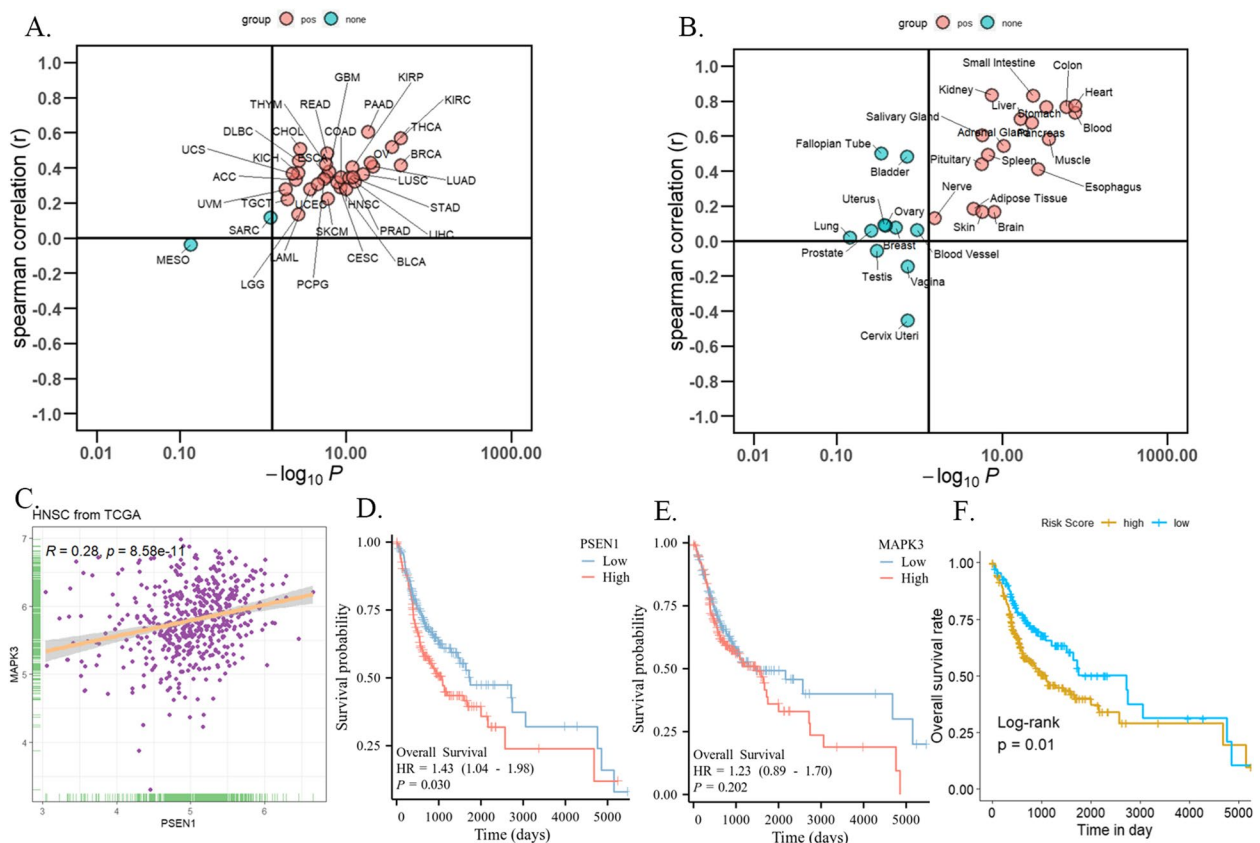 A.
group pos none
1.0
0.8
0.6
0.4
0.2
0.0
-0.2
-0.4
-0.6
-0.8
-1.0
spearman correlation (r)
GBM
KIRP
THYM
READ
PAAD
KIRC
DLBC
CHOL
COAD
THCA
UCS
KICH
ESCA
OV
BRCA
ACC
LUSC
LUAD
UVM
TGCT
UCEC
HNSC
STAD
SARC
SKCM
PRAD
LIHC
MESO
LAML
CESC
BLCA
LGG
PCPG
0.01 0.10 10.00 1000.00
−log10 P
B.
group pos none
1.0
0.8
0.6
0.4
0.2
0.0
-0.2
-0.4
-0.6
-0.8
-1.0
spearman correlation (r)
Small Intestine
Colon
Kidney
Heart
Liver
Stomach
Salivary Gland
Blood
Adrenal Gland
Pancreas
Fallopian Tube
Bladder
Pituitary
Spleen
Muscle
Esophagus
Uterus
Nerve
Ovary
Adipose Tissue
Lung
Skin
Brain
Prostate
Breast
Blood Vessel
Testis
Vagina
Cervix Uteri
0.10 10.00 1000.00
−log10 P
C.
HNSC from TCGA
R = 0.28, p = 8.58e-11
7
6
5
4
MAPK3
3 4 5 6
PSEN1
D.
PSEN1
Low
High
1.00
0.75
0.50
0.25
Survival probability
Overall Survival
HR = 1.43 (1.04 - 1.98)
P = 0.030
0 1000 2000 3000 4000 5000
Time (days)
E.
MAPK3
Low
High
1.00
0.75
0.50
0.25
0.00
Survival probability
Overall Survival
HR = 1.23 (0.89 - 1.70)
P = 0.202
0 1000 2000 3000 4000 5000
Time (days)
F.
Risk Score high low
1.00
0.75
0.50
0.25
0.00
Overall survival rate
Log-rank
p = 0.01
0 1000 2000 3000 4000 5000
Time in day